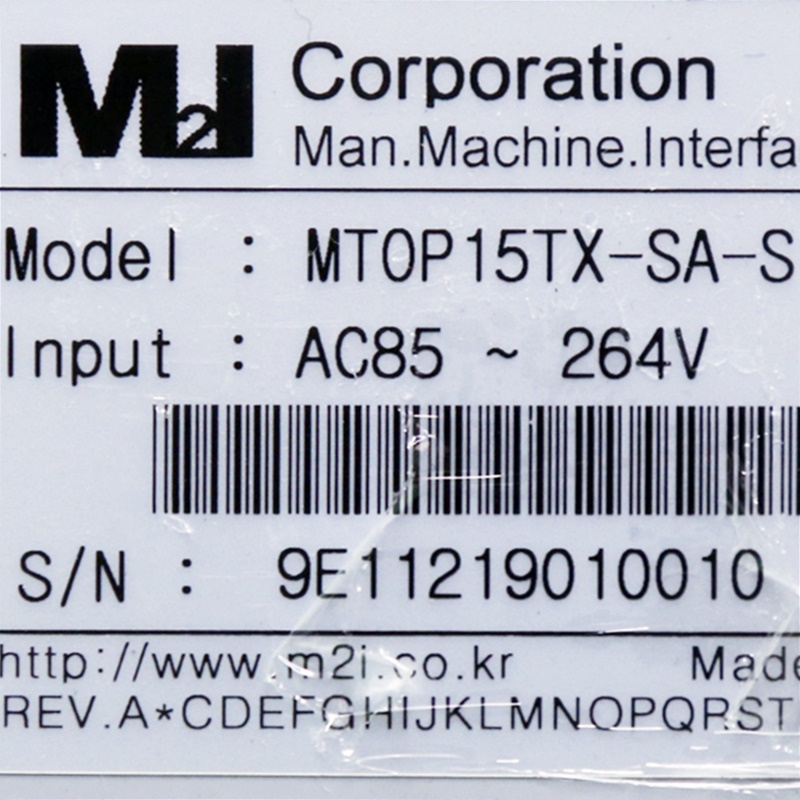 M2I Corporation
Man.Machine.Interfa
Model : MTOP15TX-SA-S
Input : AC85 ~ 264V
S/N : 9E11219010010
http://www.m2i.co.kr Made
REV.A*CDEFGHIJKLMNOPQRST